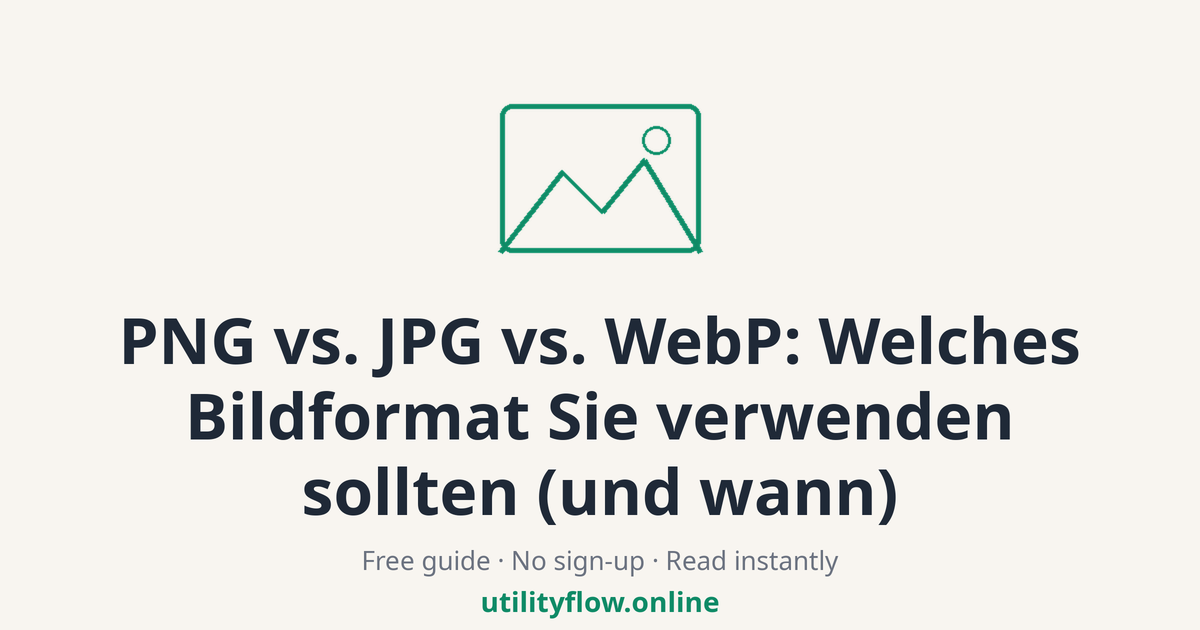 PNG vs. JPG vs. WebP: Welches
Bildformat Sie verwenden
sollten (und wann)
Free guide · No sign-up · Read instantly
utilityflow.online